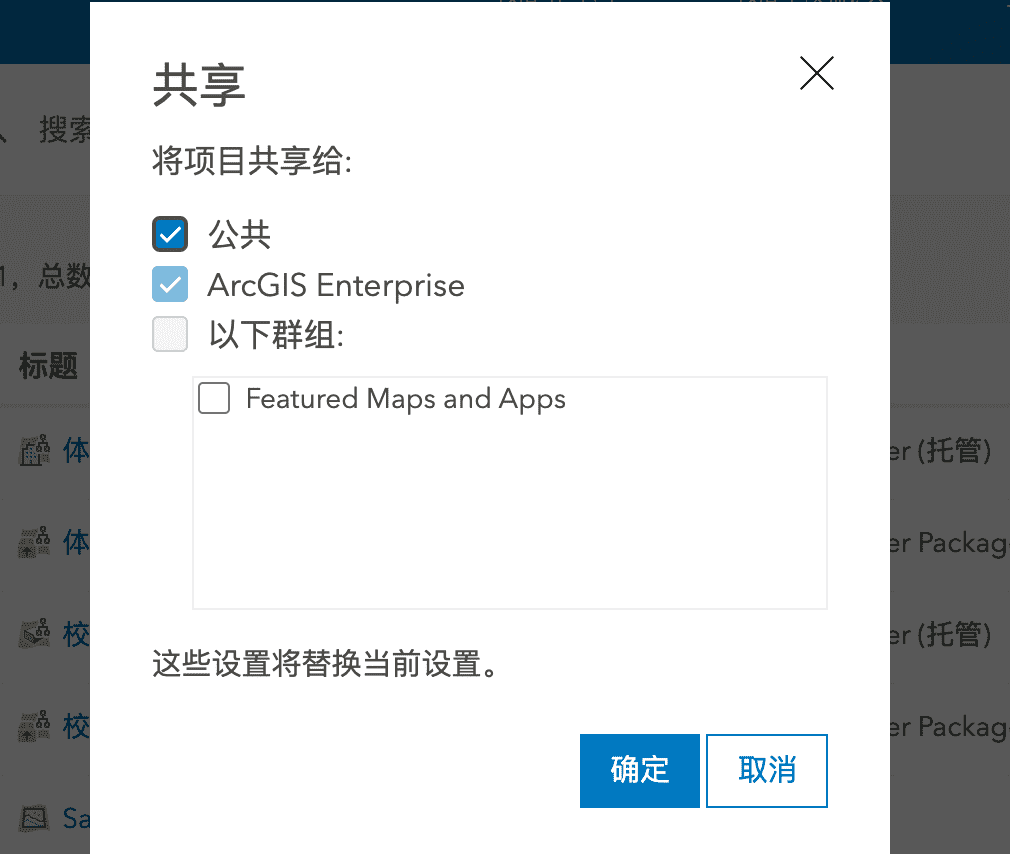 共享
搜索
将项目共享给:
公共
ArcGIS Enterprise
以下群组:
Featured Maps and Apps
1，总数
标题
体
er (托管)
体
er Packag
校
er (托管)
校
er Packag
Sa
这些设置将替换当前设置。
确定
取消